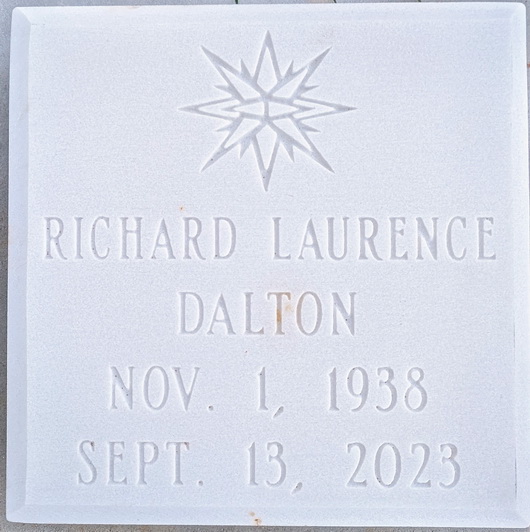 RICHARD LAURENCE
DALTON
NOV. 1, 1938
SEPT. 13, 2023